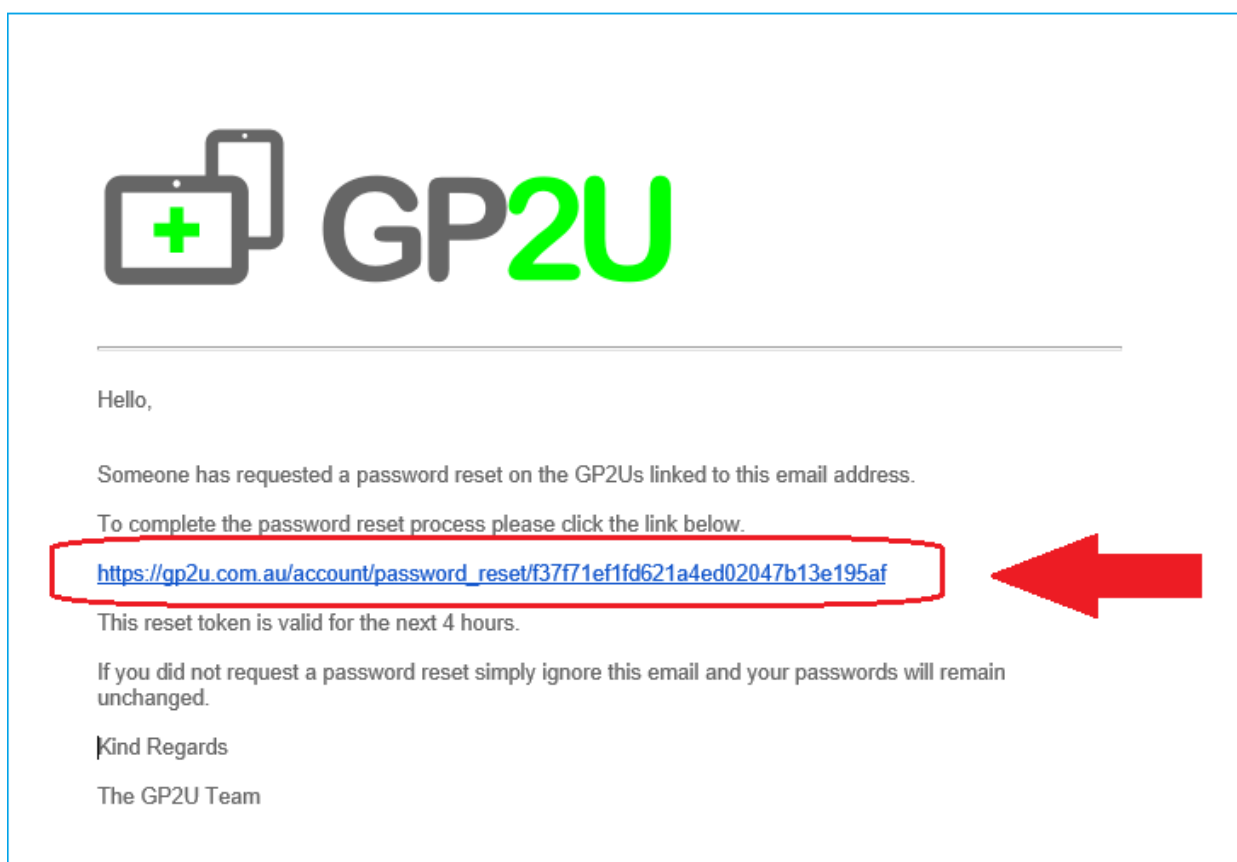 GP2U
Hello,
Someone has requested a password reset on the GP2Us linked to this email address.
To complete the password reset process please click the link below.
https://gp2u.com.au/account/password_reset/f37f71ef1fd621a4ed02047b13e195af
This reset token is valid for the next 4 hours.
If you did not request a password reset simply ignore this email and your passwords will remain
unchanged.
Kind Regards
The GP2U Team